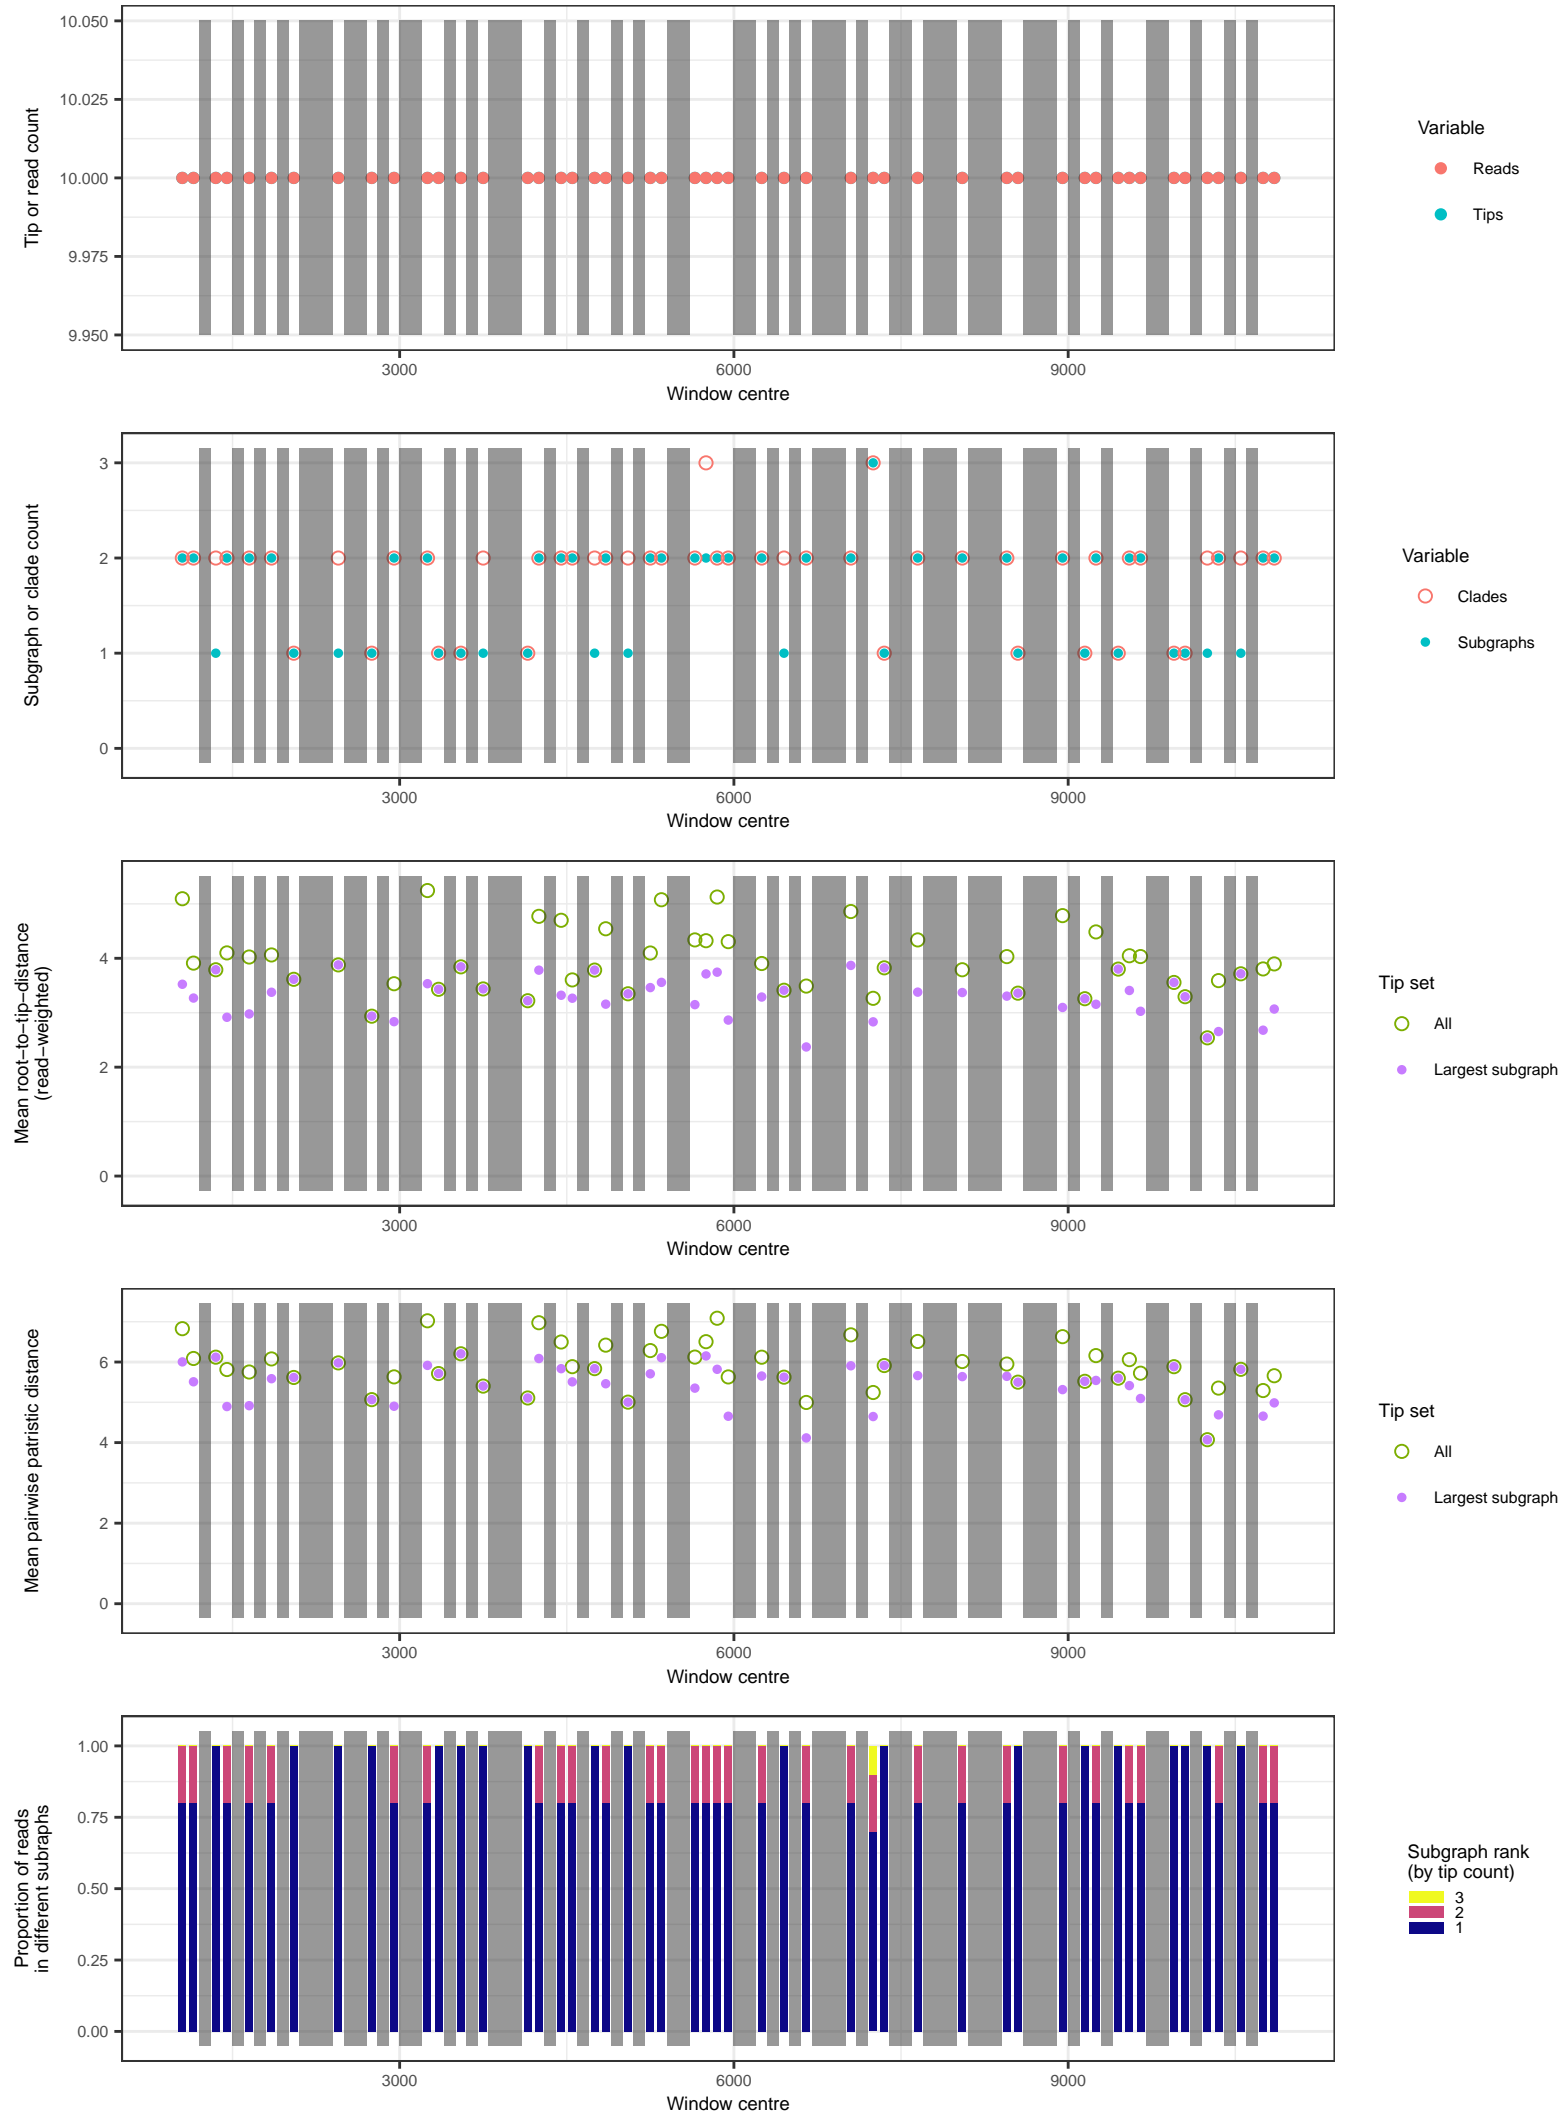 Tip or read count
10.050
10.025
10.000
9.975
9.950
3000 6000 9000
Window centre
Variable
Reads
Tips
Subgraph or clade count
3
2
1
0
3000 6000 9000
Window centre
Variable
Clades
Subgraphs
Mean root−to−tip−distance
(read−weighted)
4
2
0
3000 6000 9000
Window centre
Tip set
All
Largest subgraph
Mean pairwise patristic distance
6
4
2
0
3000 6000 9000
Window centre
Tip set
All
Largest subgraph
Proportion of reads
in different subraphs
1.00
0.75
0.50
0.25
0.00
3000 6000 9000
Window centre
Subgraph rank
(by tip count)
3
2
1